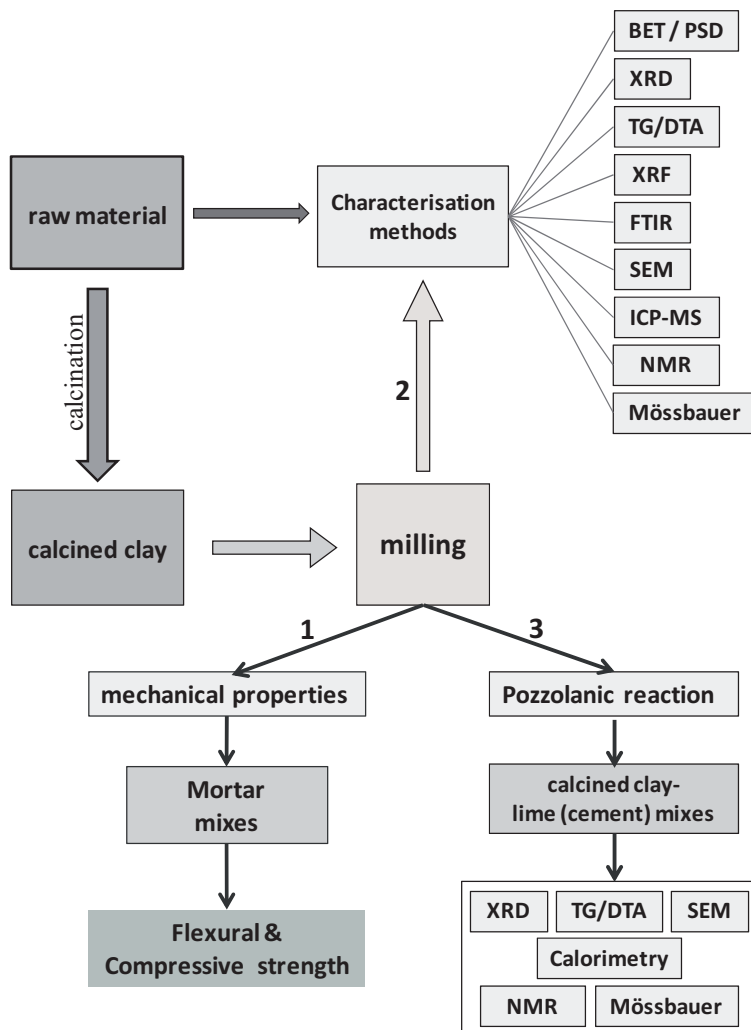 BET / PSD
XRD
TG/DTA
XRF
FTIR
SEM
ICP-MS
NMR
Mössbauer
raw material
Characterisation
methods
calcination
2
calcined clay
milling
1
3
mechanical properties
Pozzolanic reaction
Mortar
mixes
calcined clay-
lime (cement) mixes
Flexural &
Compressive strength
XRD TG/DTA SEM
Calorimetry
NMR Mössbauer